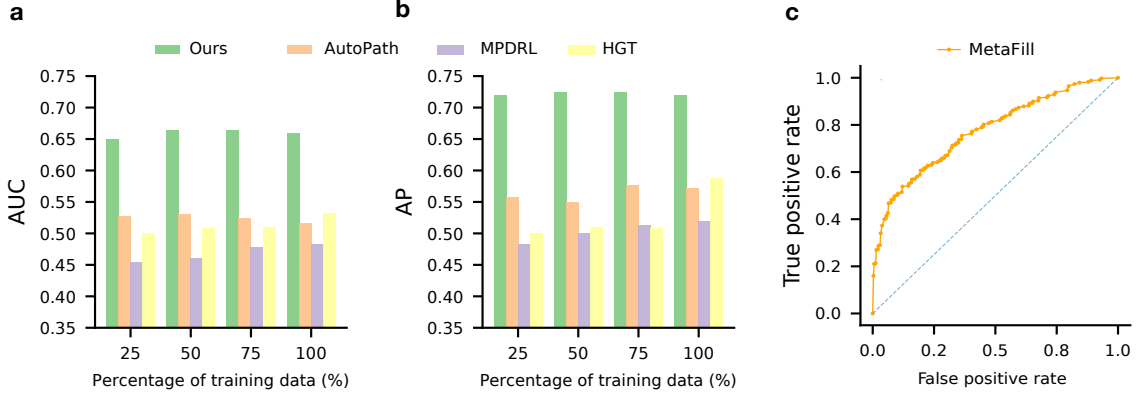 a
b
c
Ours
AutoPath
MPDRL
HGT
MetaFill
0.75
0.70
0.65
0.60
0.55
0.50
0.45
0.40
0.35
AUC
25
50
75
100
Percentage of training data (%)
0.75
0.70
0.65
0.60
0.55
0.50
0.45
0.40
0.35
AP
25
50
75
100
Percentage of training data (%)
1.0
0.8
0.6
0.4
0.2
0.0
True positive rate
0.0
0.2
0.5
0.8
1.0
False positive rate